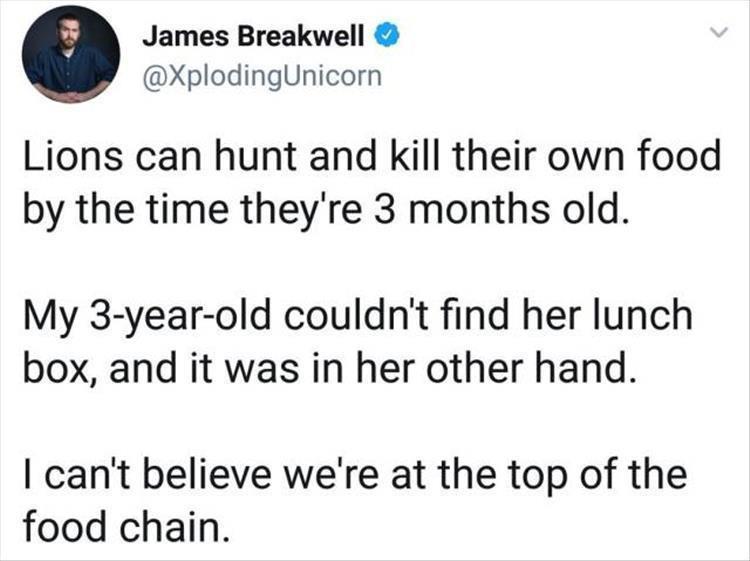 James Breakwell
@XplodingUnicorn
Lions can hunt and kill their own food
by the time they're 3 months old.
My 3-year-old couldn't find her lunch
box, and it was in her other hand.
I can't believe we're at the top of the
food chain.